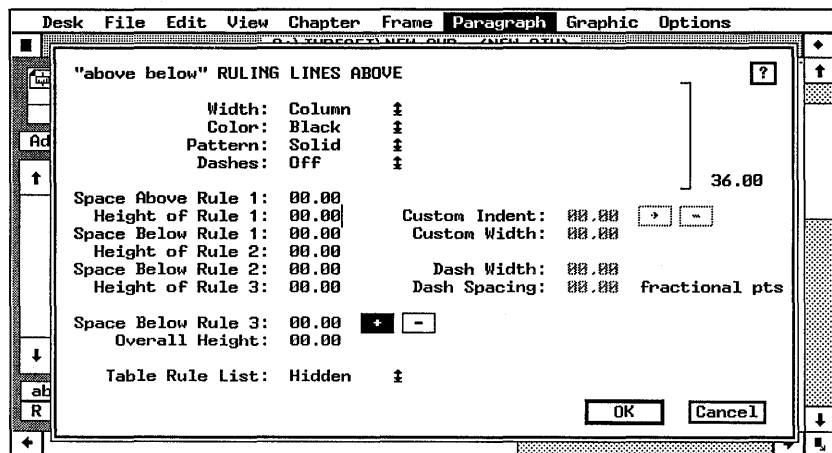 Desk File Edit View Chapter Frame Paragraph Graphic Options
"above below" RULING LINES ABOVE ?
Width: Column
Color: Black
Pattern: Solid
Dashes: Off
36.00
Space Above Rule 1: 00.00
Height of Rule 1: 00.00 Custom Indent: 00.00
Space Below Rule 1: 00.00 Custom Width: 00.00
Height of Rule 2: 00.00
Space Below Rule 2: 00.00 Dash Width: 00.00
Height of Rule 3: 00.00 Dash Spacing: 00.00 fractional pts
Space Below Rule 3: 00.00 + -
Overall Height: 00.00
Table Rule List: Hidden
OK Cancel
Ad
ab
R